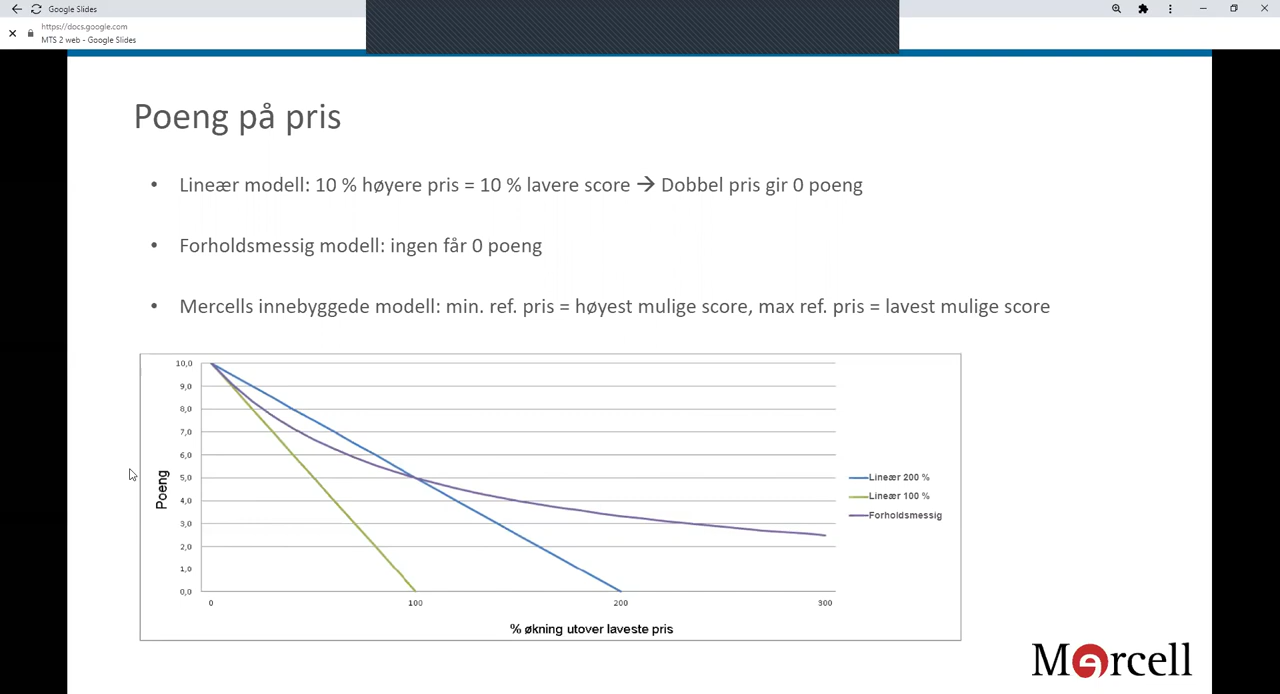 Google Slides
https://docs.google.com
MTS 2 web - Google Slides
Poeng på pris
• Lineær modell: 10 % høyere pris = 10 % lavere score → Dobbel pris gir 0 poeng
• Forholdsmessig modell: ingen får 0 poeng
• Mercells innebyggede modell: min. ref. pris = høyest mulige score, max ref. pris = lavest mulige score
10,0
9,0
8,0
7,0
6,0
5,0
4,0
3,0
2,0
1,0
0,0
Poeng
0 100 200 300
% økning utover laveste pris
Lineær 200 %
Lineær 100 %
Forholdsmessig
Mercell